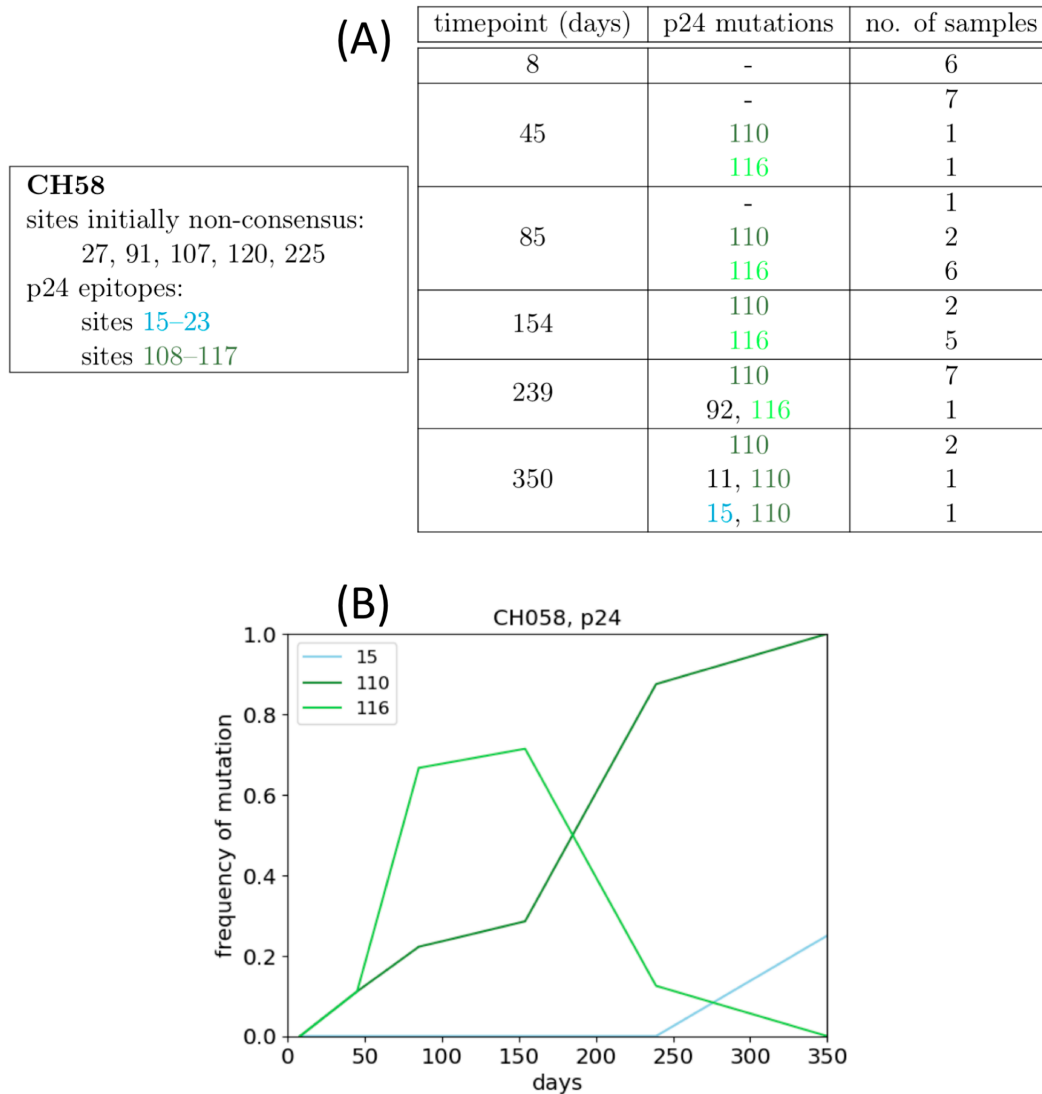 (A)
timepoint (days) p24 mutations no. of samples
8 - 6
- 7
45 110 1
116 1
- 1
85 110 2
116 6
154 110 2
116 5
239 110 7
92, 116 1
110 2
350 11, 110 1
15, 110 1
CH58
sites initially non-consensus:
27, 91, 107, 120, 225
p24 epitopes:
sites 15–23
sites 108–117
(B)
CH058, p24
15
110
116
frequency of mutation
1.0
0.8
0.6
0.4
0.2
0.0
0 50 100 150 200 250 300 350
days